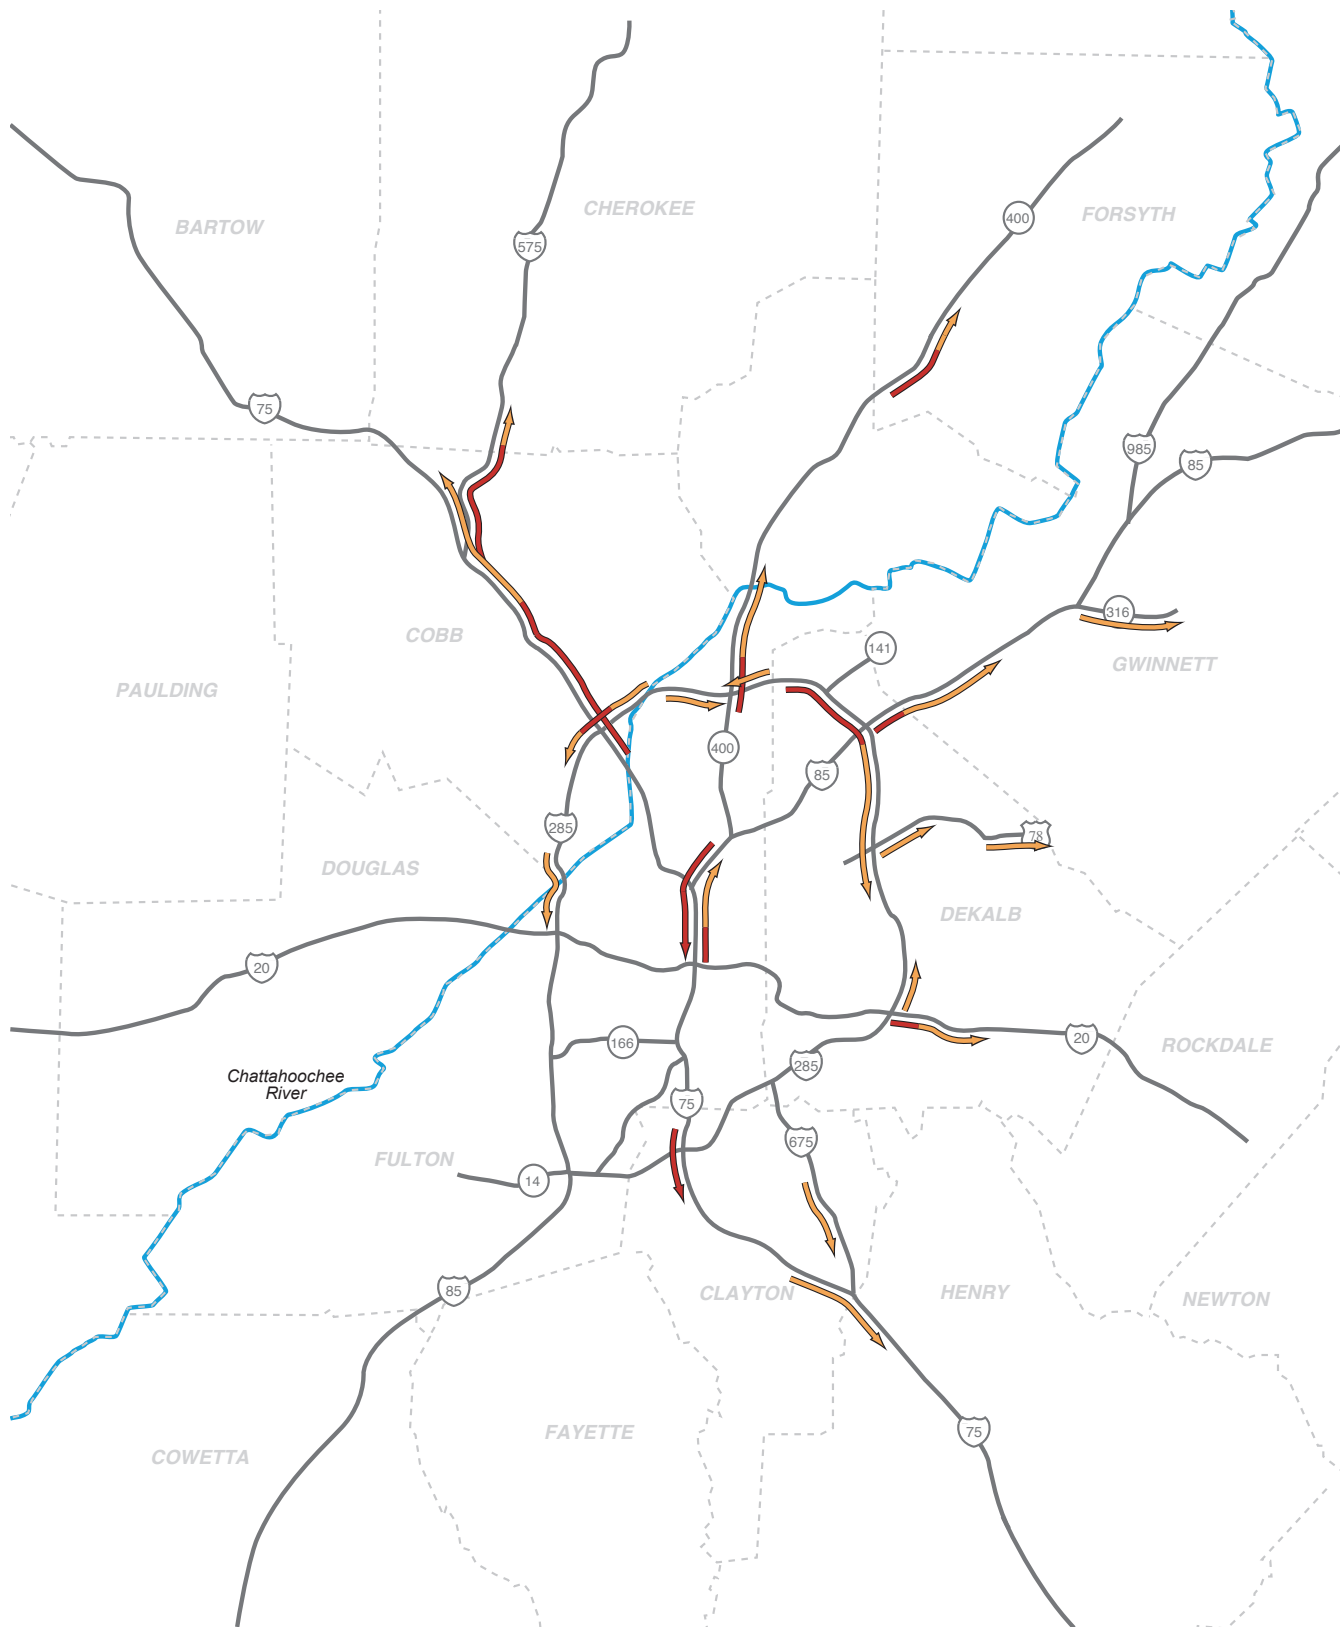 CHEROKEE
FORSYTH
400
BARTOW
575
75
985
85
316
COBB
141
GWINNETT
PAULDING
400
85
285
78
DOUGLAS
DEKALB
20
166
20
ROCKDALE
285
Chattahoochee
River
75
675
FULTON
14
85
CLAYTON
HENRY
NEWTON
75
FAYETTE
COWETTA